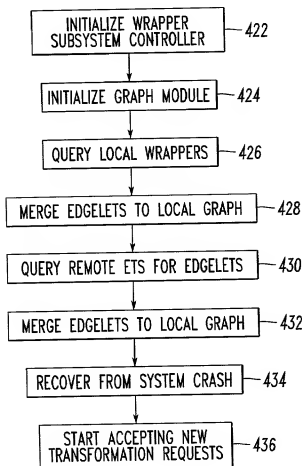 INITIALIZE WRAPPER
SUBSYSTEM CONTROLLER
422
INITIALIZE GRAPH MODULE
424
QUERY LOCAL WRAPPERS
426
MERGE EDGELETS TO LOCAL GRAPH
428
QUERY REMOTE ETS FOR EDGELETS
430
MERGE EDGELETS TO LOCAL GRAPH
432
RECOVER FROM SYSTEM CRASH
434
START ACCEPTING NEW
TRANSFORMATION REQUESTS
436